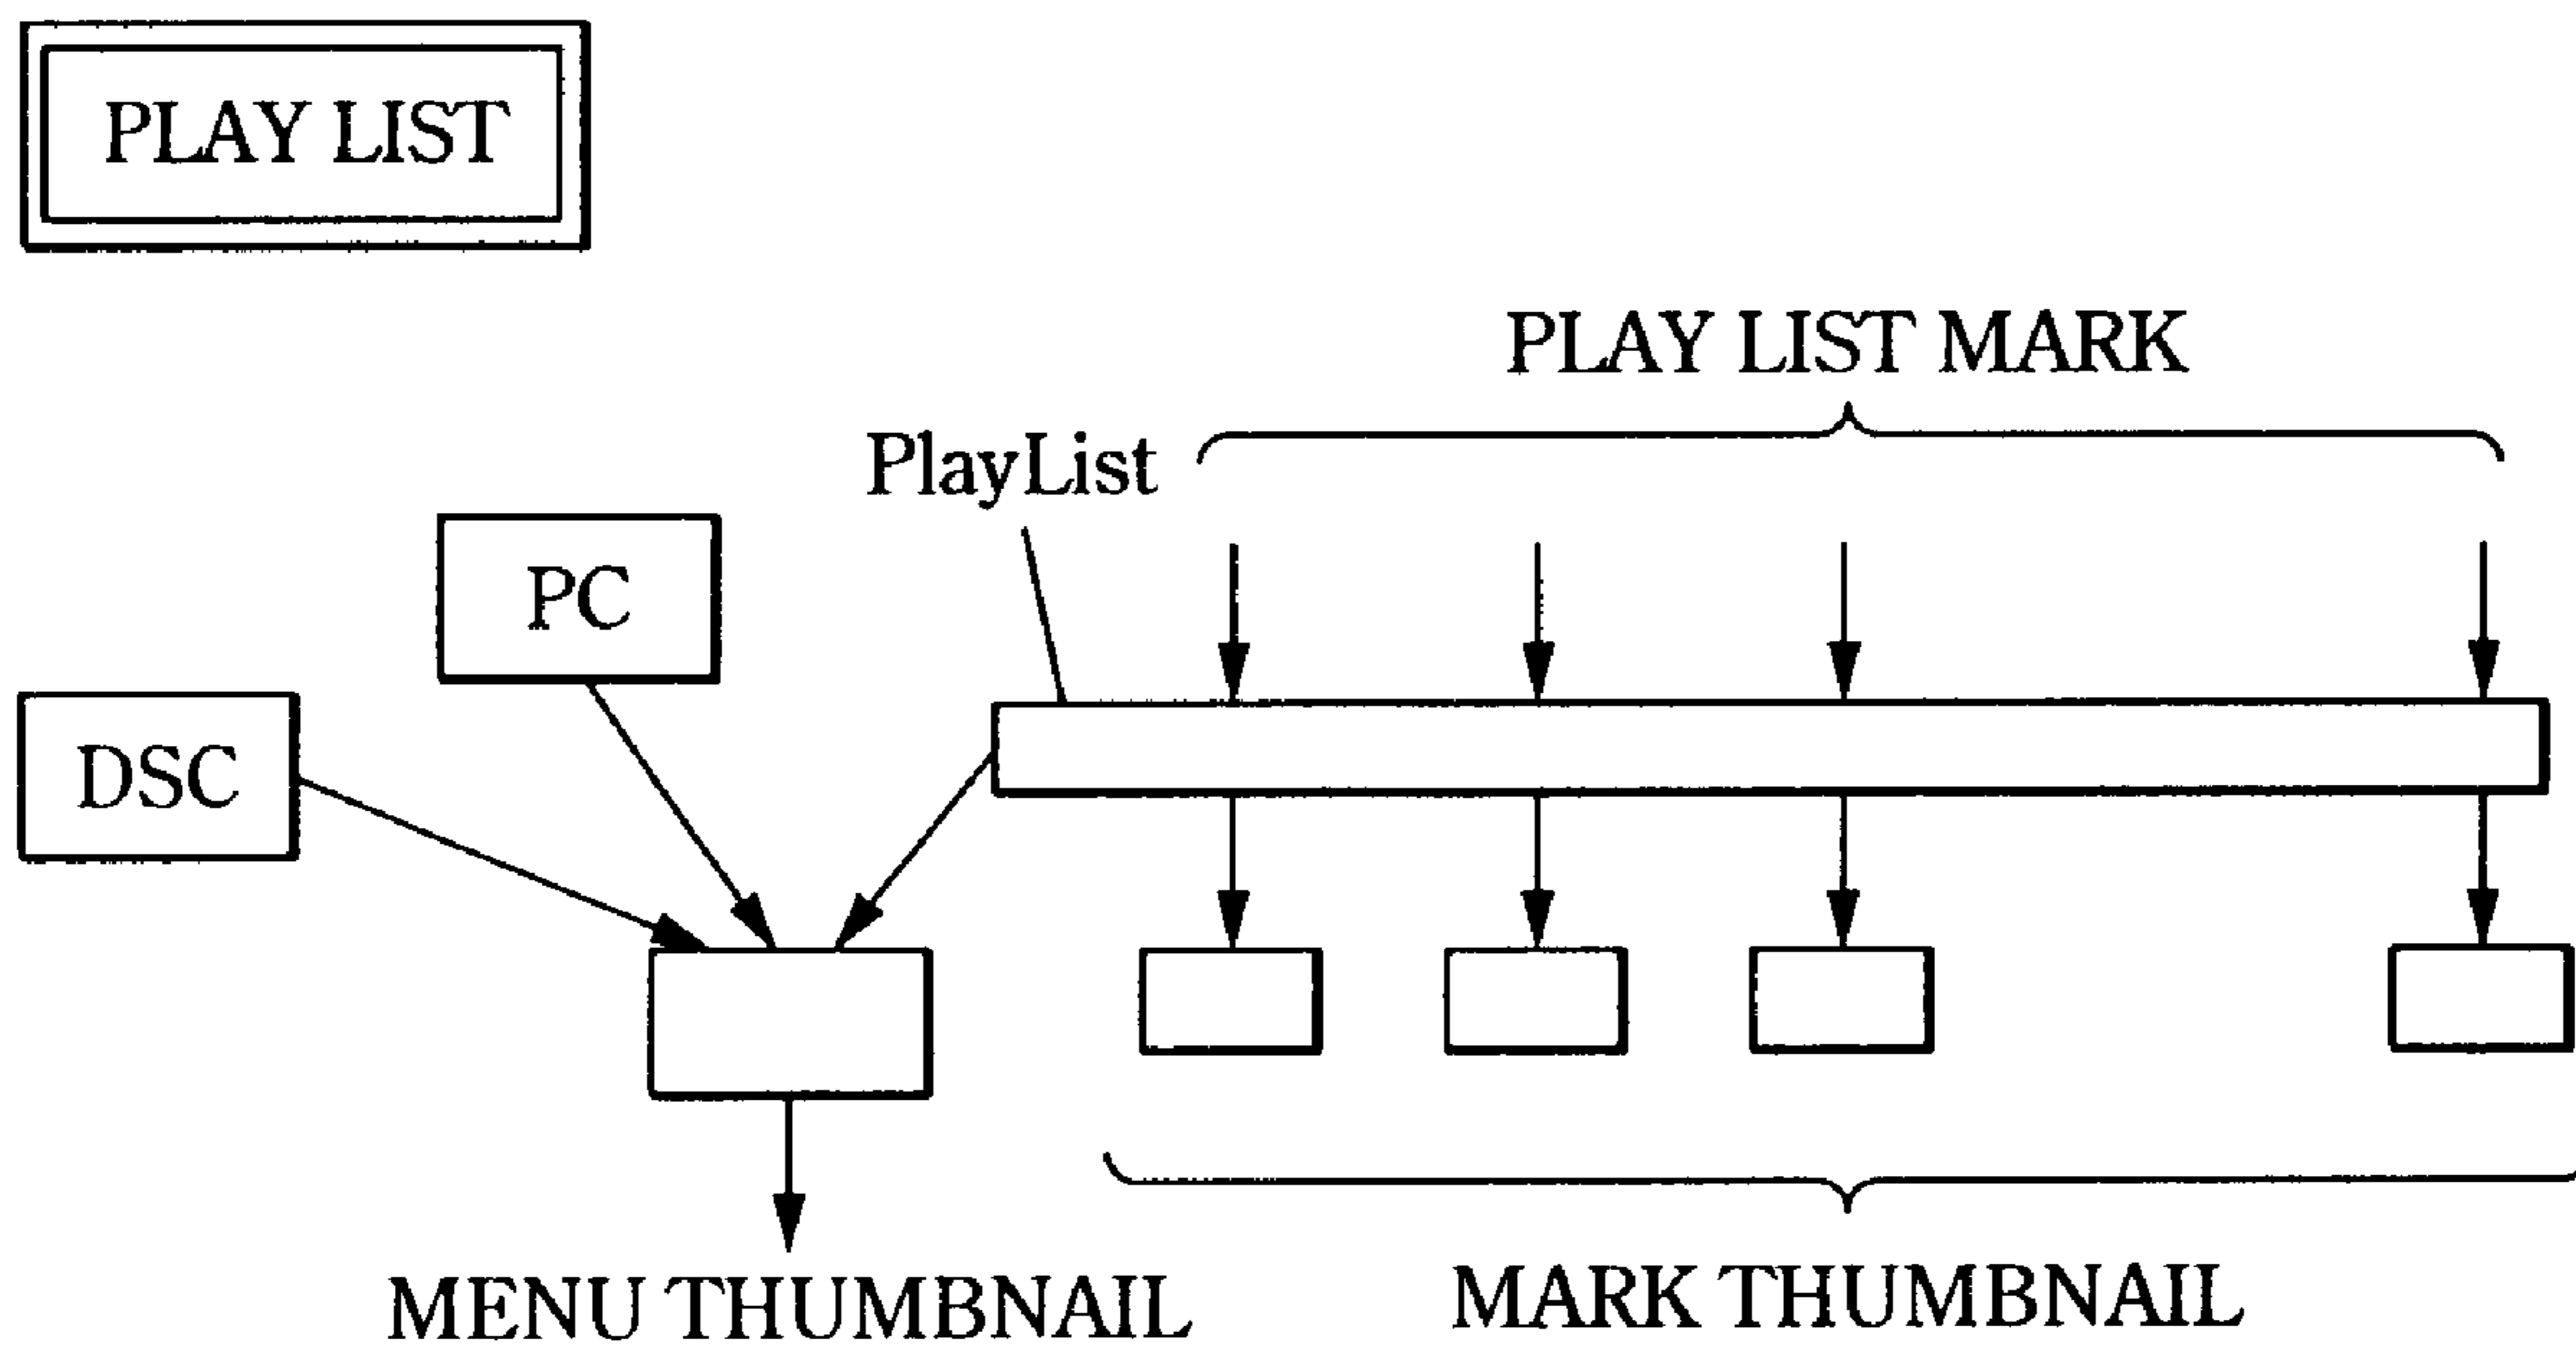 PLAY LIST
PLAY LIST MARK
PlayList
PC
DSC
MENU THUMBNAIL
MARK THUMBNAIL